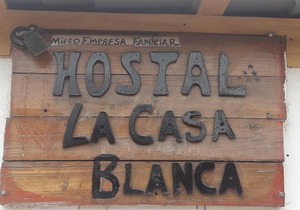 MICRO EMPRESA FAMILIAR
HOSTAL
LA CASA
BLANCA